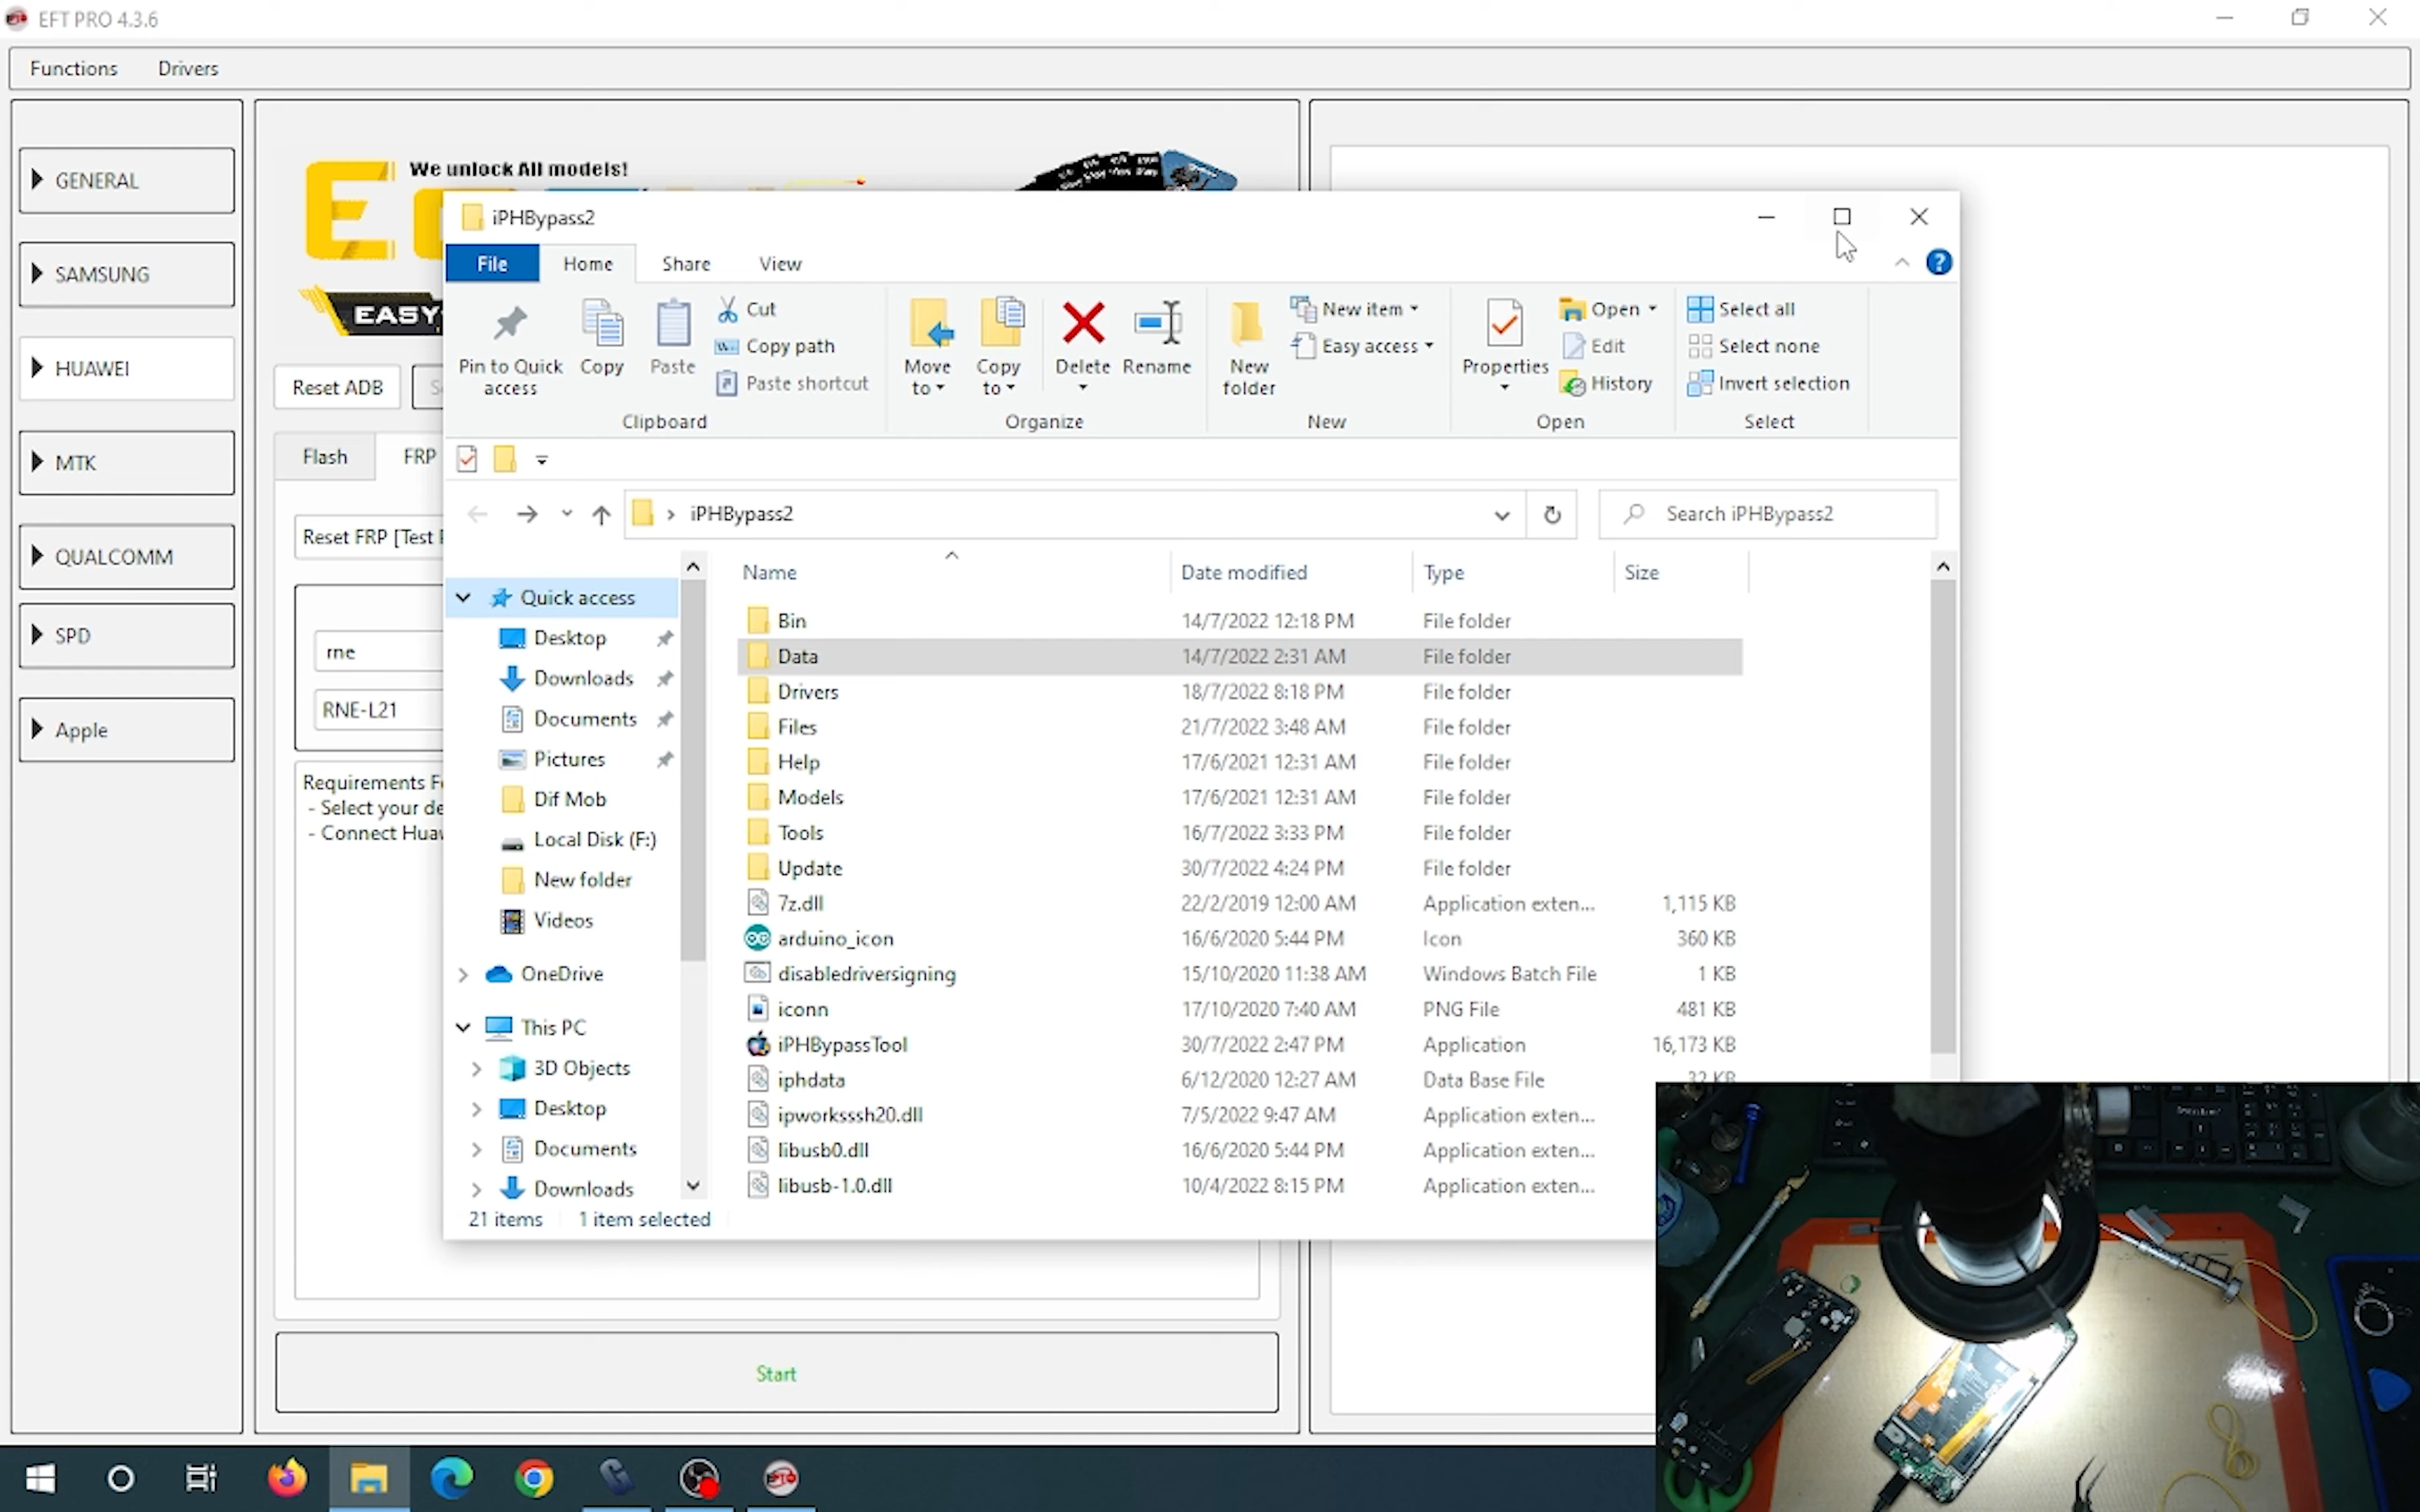 EFT PRO 4.3.6
Functions Drivers
GENERAL
SAMSUNG
HUAWEI
MTK
QUALCOMM
SPD
Apple
We unlock All models!
EASY
Reset ADB
Flash FRP
Reset FRP [Test
rne
RNE-L21
Requirements
- Select your de
- Connect
Start
iPHBypass2
File Home Share View
Pin to Quick access
Copy
Paste
Cut
Copy path
Paste shortcut
Clipboard
Move to
Copy to
Delete
Rename
Organize
New folder
New item
Easy access
New
Properties
Open
Edit
History
Open
Select all
Select none
Invert selection
Select
iPHBypass2
Search iPHBypass2
Quick access
Desktop
Downloads
Documents
Pictures
Dif Mob
Local Disk (F:)
New folder
Videos
OneDrive
This PC
3D Objects
Desktop
Documents
Downloads
Name Date modified Type Size
Bin 14/7/2022 12:18 PM File folder
Data 14/7/2022 2:31 AM File folder
Drivers 18/7/2022 8:18 PM File folder
Files 21/7/2022 3:48 AM File folder
Help 17/6/2021 12:31 AM File folder
Models 17/6/2021 12:31 AM File folder
Tools 16/7/2022 3:33 PM File folder
Update 30/7/2022 4:24 PM File folder
7z.dll 22/2/2019 12:00 AM Application exten... 1,115 KB
arduino_icon 16/6/2020 5:44 PM Icon 360 KB
disabledriversigning 15/10/2020 11:38 AM Windows Batch File 1 KB
iconn 17/10/2020 7:40 AM PNG File 481 KB
iPHBypassTool 30/7/2022 2:47 PM Application 16,173 KB
iphdata 6/12/2020 12:27 AM Data Base File 32 KB
ipworksssh20.dll 7/5/2022 9:47 AM Application exten...
libusb0.dll 16/6/2020 5:44 PM Application exten...
libusb-1.0.dll 10/4/2022 8:15 PM Application exten...
21 items 1 item selected